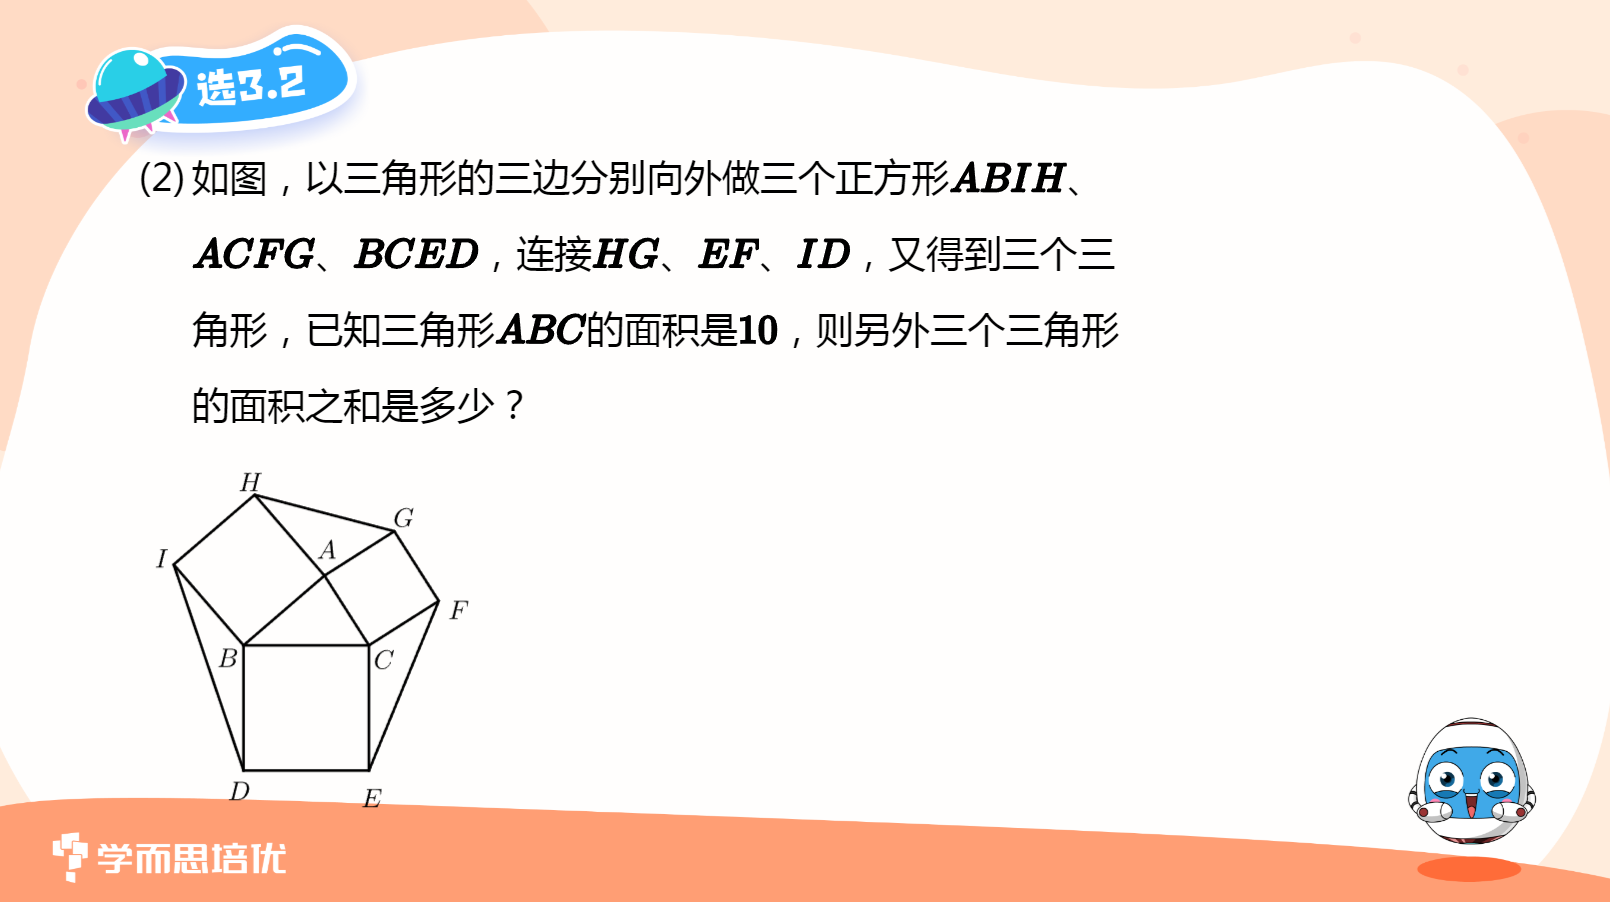 选3.2
(2) 如图，以三角形的三边分别向外做三个正方形ABIH、
ACFG、BCED，连接HG、EF、ID，又得到三个三
角形，已知三角形ABC的面积是10，则另外三个三角形
的面积之和是多少？
H
G
A
I
F
B
C
D
E
学而思培优